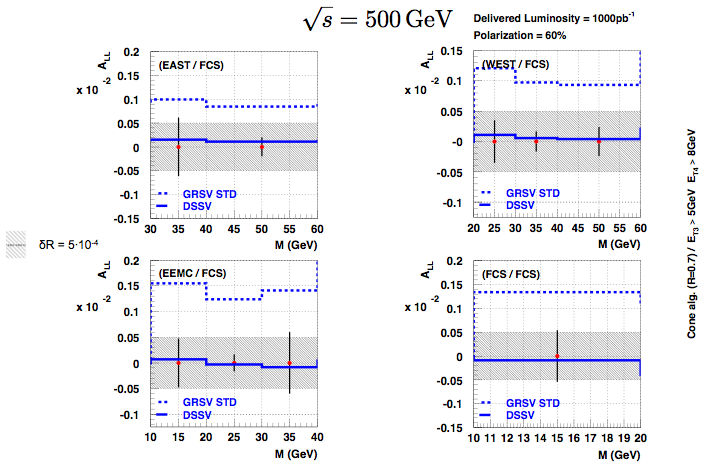 √s = 500 GeV
Delivered Luminosity = 1000pb⁻¹
Polarization = 60%
A_LL
x 10⁻²
(EAST / FCS)
0.2
0.15
0.1
0.05
0
-0.05
-0.1
-0.15
GRSV STD
DSSV
30 35 40 45 50 55 60
M (GeV)
A_LL
x 10⁻²
(WEST / FCS)
0.15
0.1
0.05
-0
-0.05
-0.1
GRSV STD
DSSV
20 25 30 35 40 45 50 55 60
M (GeV)
δR = 5·10⁻⁴
A_LL
x 10⁻²
(EEMC / FCS)
0.2
0.15
0.1
0.05
0
-0.05
-0.1
GRSV STD
DSSV
10 15 20 25 30 35 40
M (GeV)
A_LL
x 10⁻²
(FCS / FCS)
0.2
0.15
0.1
0.05
0
-0.05
-0.1
-0.15
GRSV STD
DSSV
10 11 12 13 14 15 16 17 18 19 20
M (GeV)
Cone alg. (R=0.7) / E_T3 > 5GeV E_T4 > 8GeV